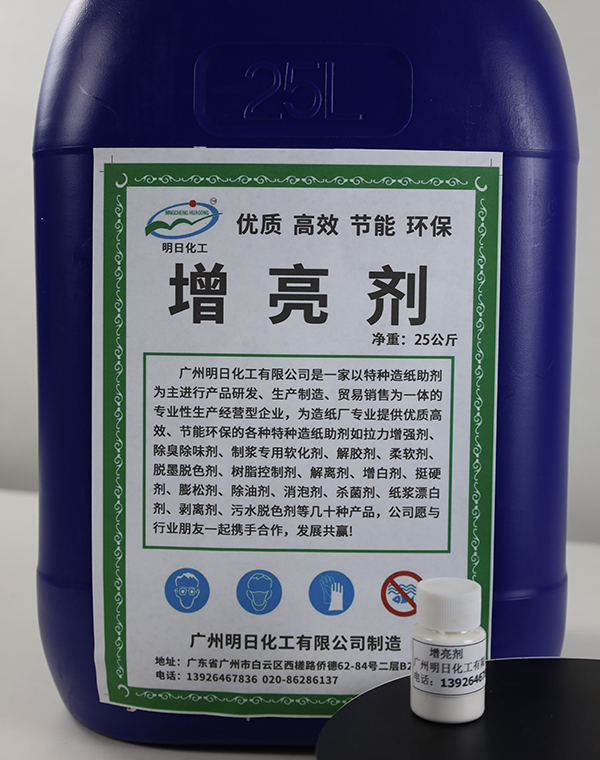 25L
MINGCHENG HUAGONG
TM
明日化工
优质 高效 节能 环保
增亮剂
净重：25公斤
广州明日化工有限公司是一家以特种造纸助剂
为主进行产品研发、生产制造、贸易销售为一体的
专业性生产经营型企业，为造纸厂专业提供优质高
效、节能环保的各种特种造纸助剂如拉力增强剂、
除臭除味剂、制浆专用软化剂、解胶剂、柔软剂、
脱墨脱色剂、树脂控制剂、解离剂、增白剂、挺硬
剂、膨松剂、除油剂、消泡剂、杀菌剂、纸浆漂白
剂、剥离剂、污水脱色剂等几十种产品，公司愿与
行业朋友一起携手合作，发展共赢!
广州明日化工有限公司制造
地址：广东省广州市白云区西槎路侨德62-84号二层B2
电话：13926467836 020-86286137
增亮剂
广州明日化工有限
电话：1392646783